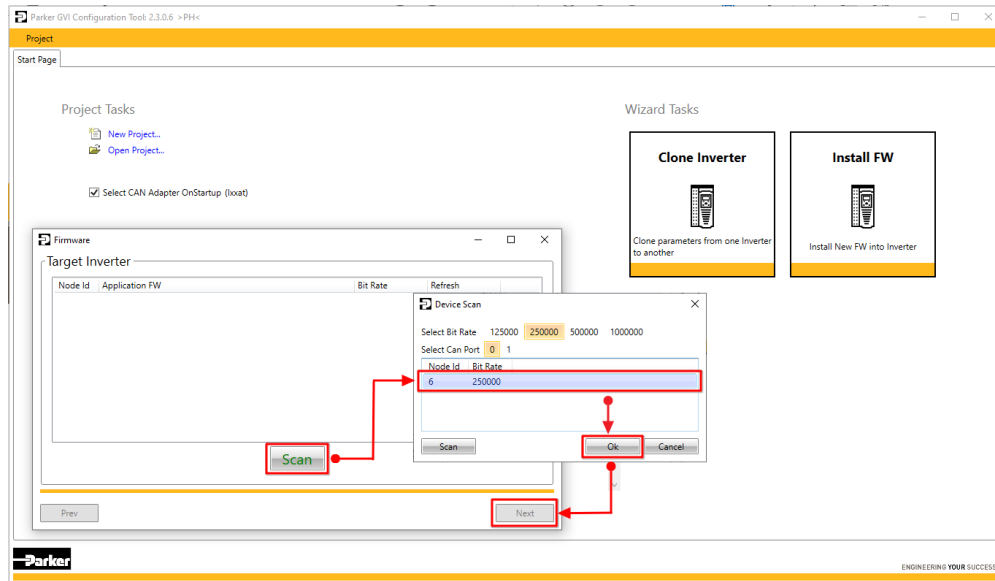 Parker GVI Configuration Tool: 2.3.0.6 >PH<
Project
Start Page
Project Tasks
New Project...
Open Project...
Select CAN Adapter OnStartup (Ixxat)
Wizard Tasks
Clone Inverter
Clone parameters from one Inverter
to another
Install FW
Install New FW into Inverter
Firmware
Target Inverter
Node Id Application FW Bit Rate Refresh
Scan
Prev Next
Device Scan
Select Bit Rate 125000 250000 500000 1000000
Select Can Port 0 1
Node Id Bit Rate
6 250000
Scan Ok Cancel
Parker
ENGINEERING YOUR SUCCESS